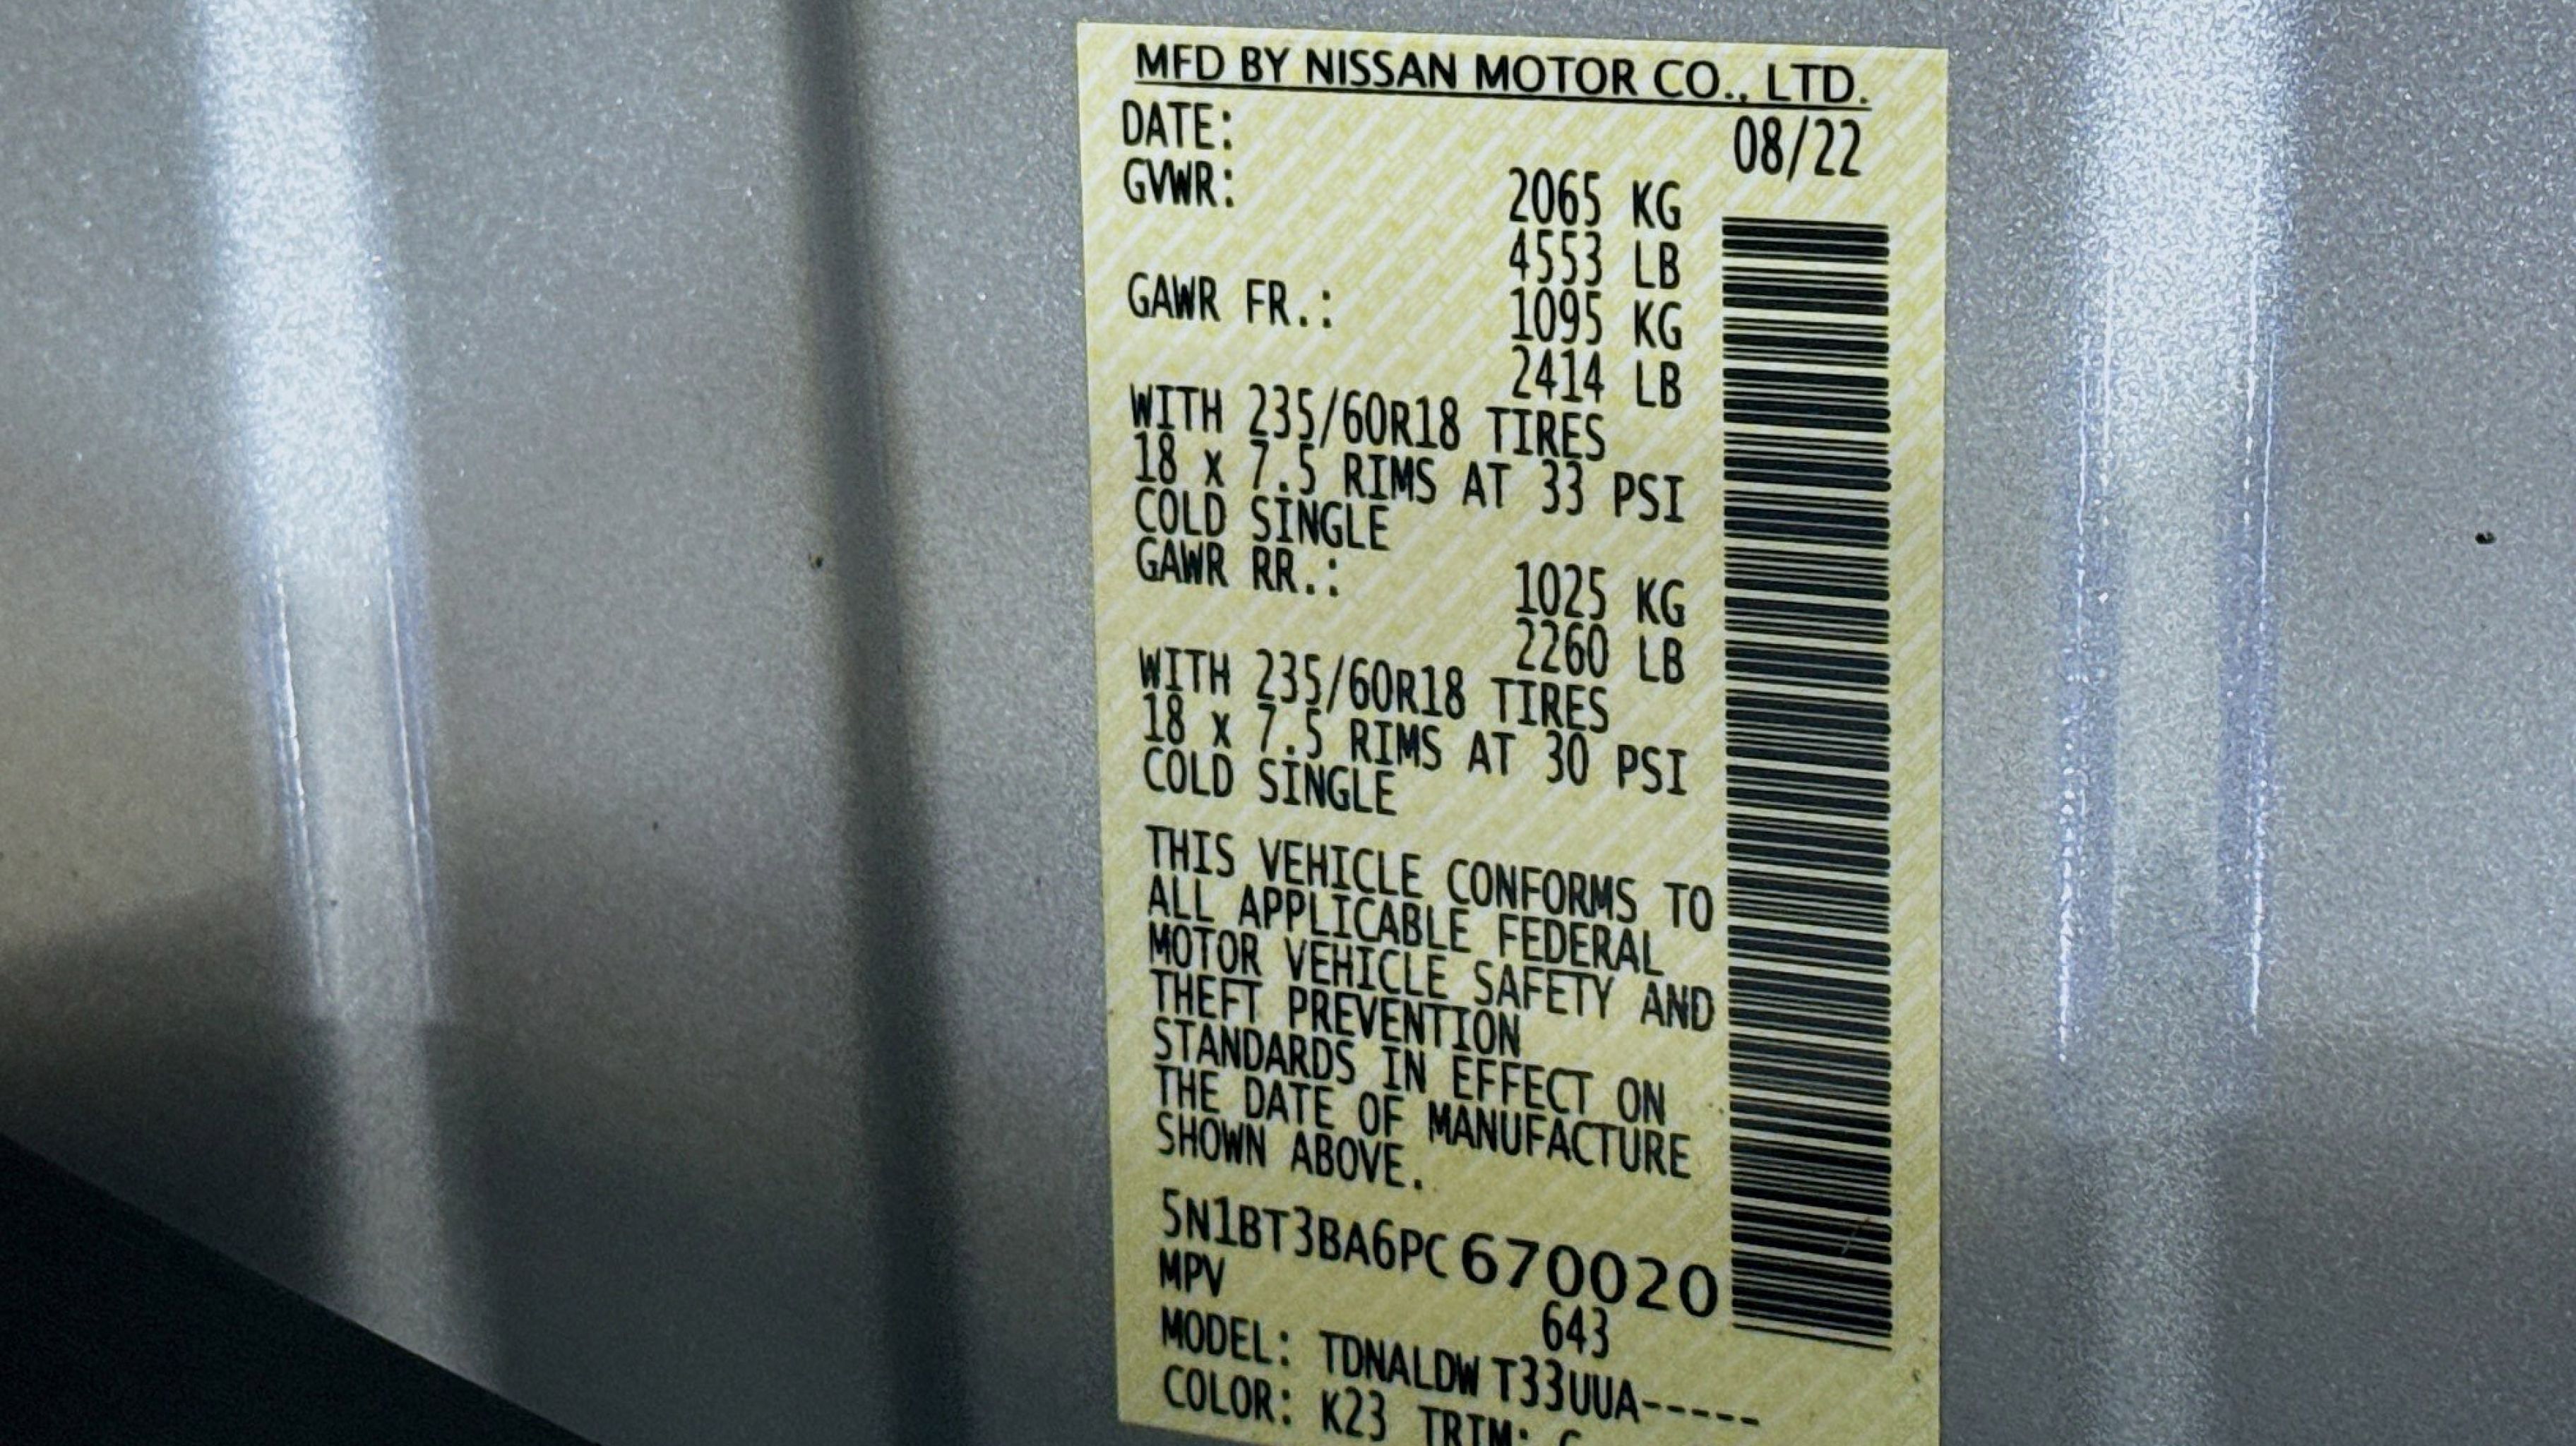 MFD BY NISSAN MOTOR CO., LTD.
DATE: 08/22
GVWR: 2065 KG
4553 LB
GAWR FR.: 1095 KG
2414 LB
WITH 235/60R18 TIRES
18 x 7.5 RIMS AT 33 PSI
COLD SINGLE
GAWR RR.: 1025 KG
2260 LB
WITH 235/60R18 TIRES
18 x 7.5 RIMS AT 30 PSI
COLD SINGLE
THIS VEHICLE CONFORMS TO
ALL APPLICABLE FEDERAL
MOTOR VEHICLE SAFETY AND
THEFT PREVENTION
STANDARDS IN EFFECT ON
THE DATE OF MANUFACTURE
SHOWN ABOVE.
5N1BT3BA6PC670020
MPV 643
MODEL: TDNALDW T33UUA-----
COLOR: K23 TRIM: